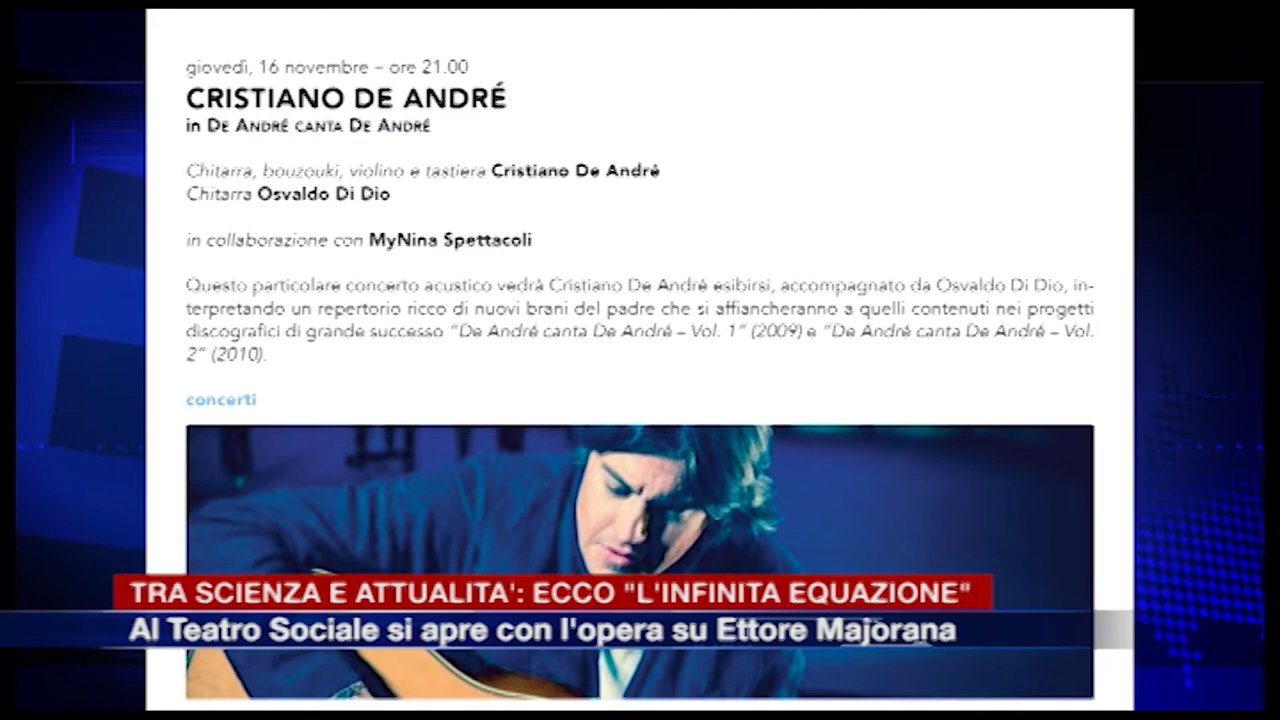 giovedì, 16 novembre – ore 21.00
CRISTIANO DE ANDRÉ
in DE ANDRÉ CANTA DE ANDRÉ
Chitarra, bouzouki, violino e tastiera Cristiano De André
Chitarra Osvaldo Di Dio
in collaborazione con MyNina Spettacoli
Questo particolare concerto acustico vedrà Cristiano De André esibirsi, accompagnato da Osvaldo Di Dio, in-
terpretando un repertorio ricco di nuovi brani del padre che si affiancheranno a quelli contenuti nei progetti
discografici di grande successo "De André canta De André – Vol. 1" (2009) e "De André canta De André – Vol.
2" (2010).
concerti
TRA SCIENZA E ATTUALITA': ECCO "L'INFINITA EQUAZIONE"
Al Teatro Sociale si apre con l'opera su Ettore Majorana